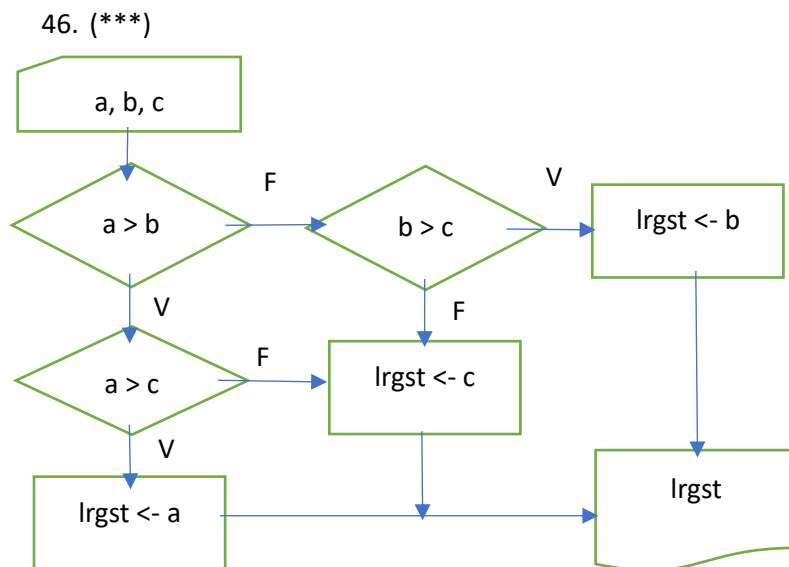 46. (***)
a, b, c
F
V
a > b
b > c
lrgst <- b
V
F
a > c
F
lrgst <- c
V
lrgst <- a
lrgst